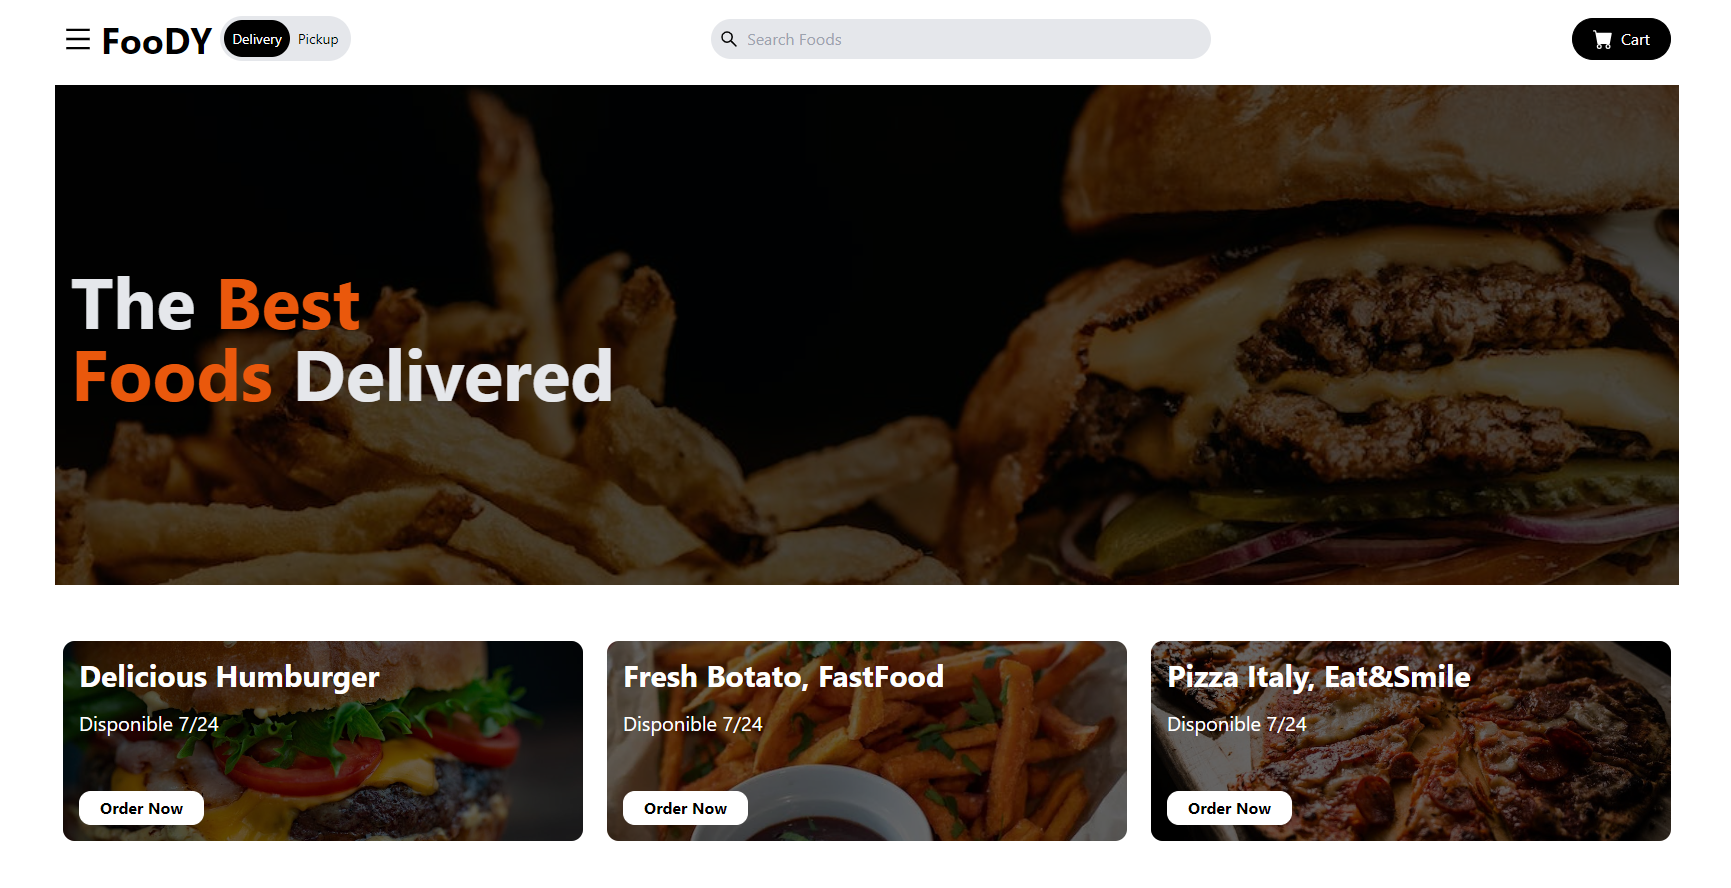 FooDY
Delivery Pickup
Search Foods
Cart
The Best
Foods Delivered
Delicious Humburger
Disponible 7/24
Order Now
Fresh Botato, FastFood
Disponible 7/24
Order Now
Pizza Italy, Eat&Smile
Disponible 7/24
Order Now